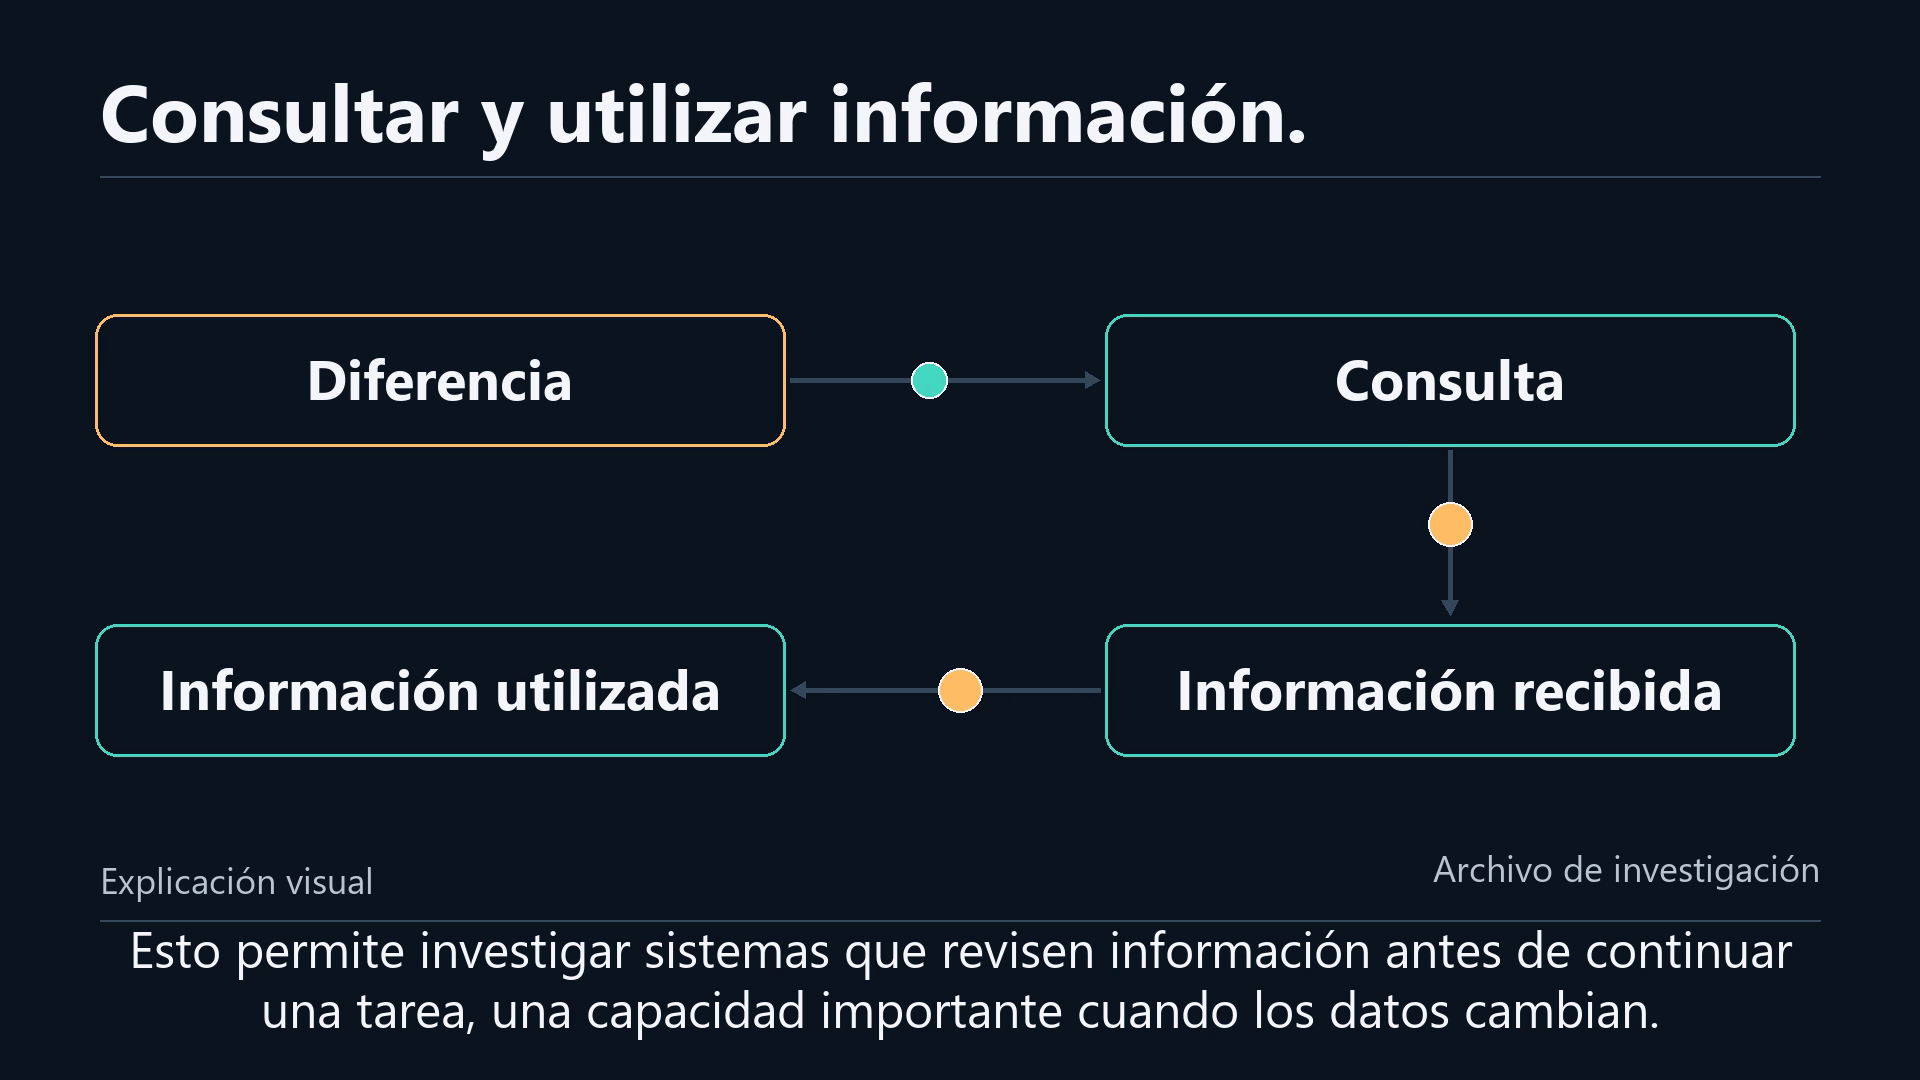 Consultar y utilizar información.
Diferencia
Consulta
Información utilizada
Información recibida
Explicación visual
Archivo de investigación
Esto permite investigar sistemas que revisen información antes de continuar
una tarea, una capacidad importante cuando los datos cambian.